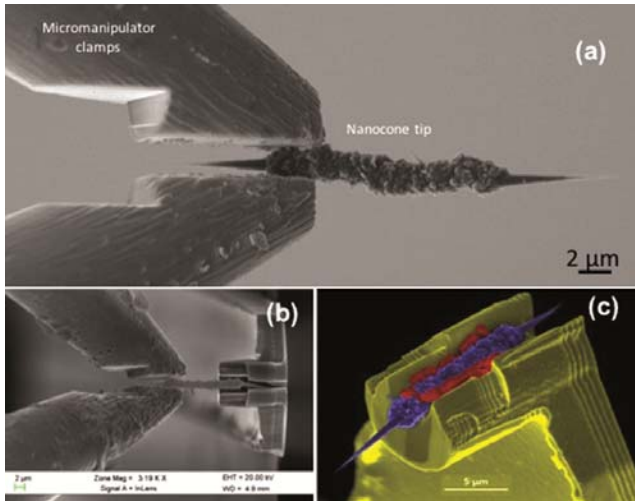 Micromanipulator
clamps
(a)
Nanocone tip
2 µm
(b)
(c)
2 µm
Zone Mag = 3.19 K X
Signal A = InLens
EHT = 20.00 kV
WD = 4.9 mm
5 µm